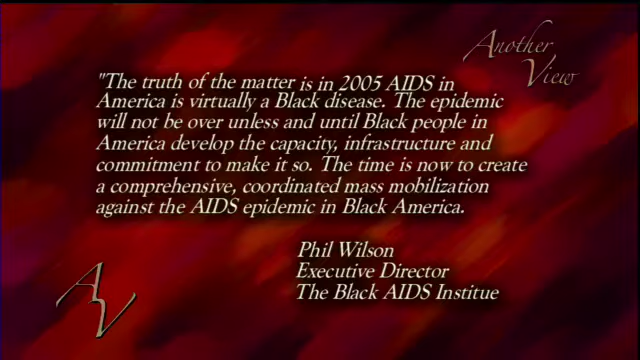 Another
View
"The truth of the matter is in 2005 AIDS in
America is virtually a Black disease. The epidemic
will not be over unless and until Black people in
America develop the capacity, infrastructure and
commitment to make it so. The time is now to create
a comprehensive, coordinated mass mobilization
against the AIDS epidemic in Black America.
Phil Wilson
Executive Director
The Black AIDS Institue
AV